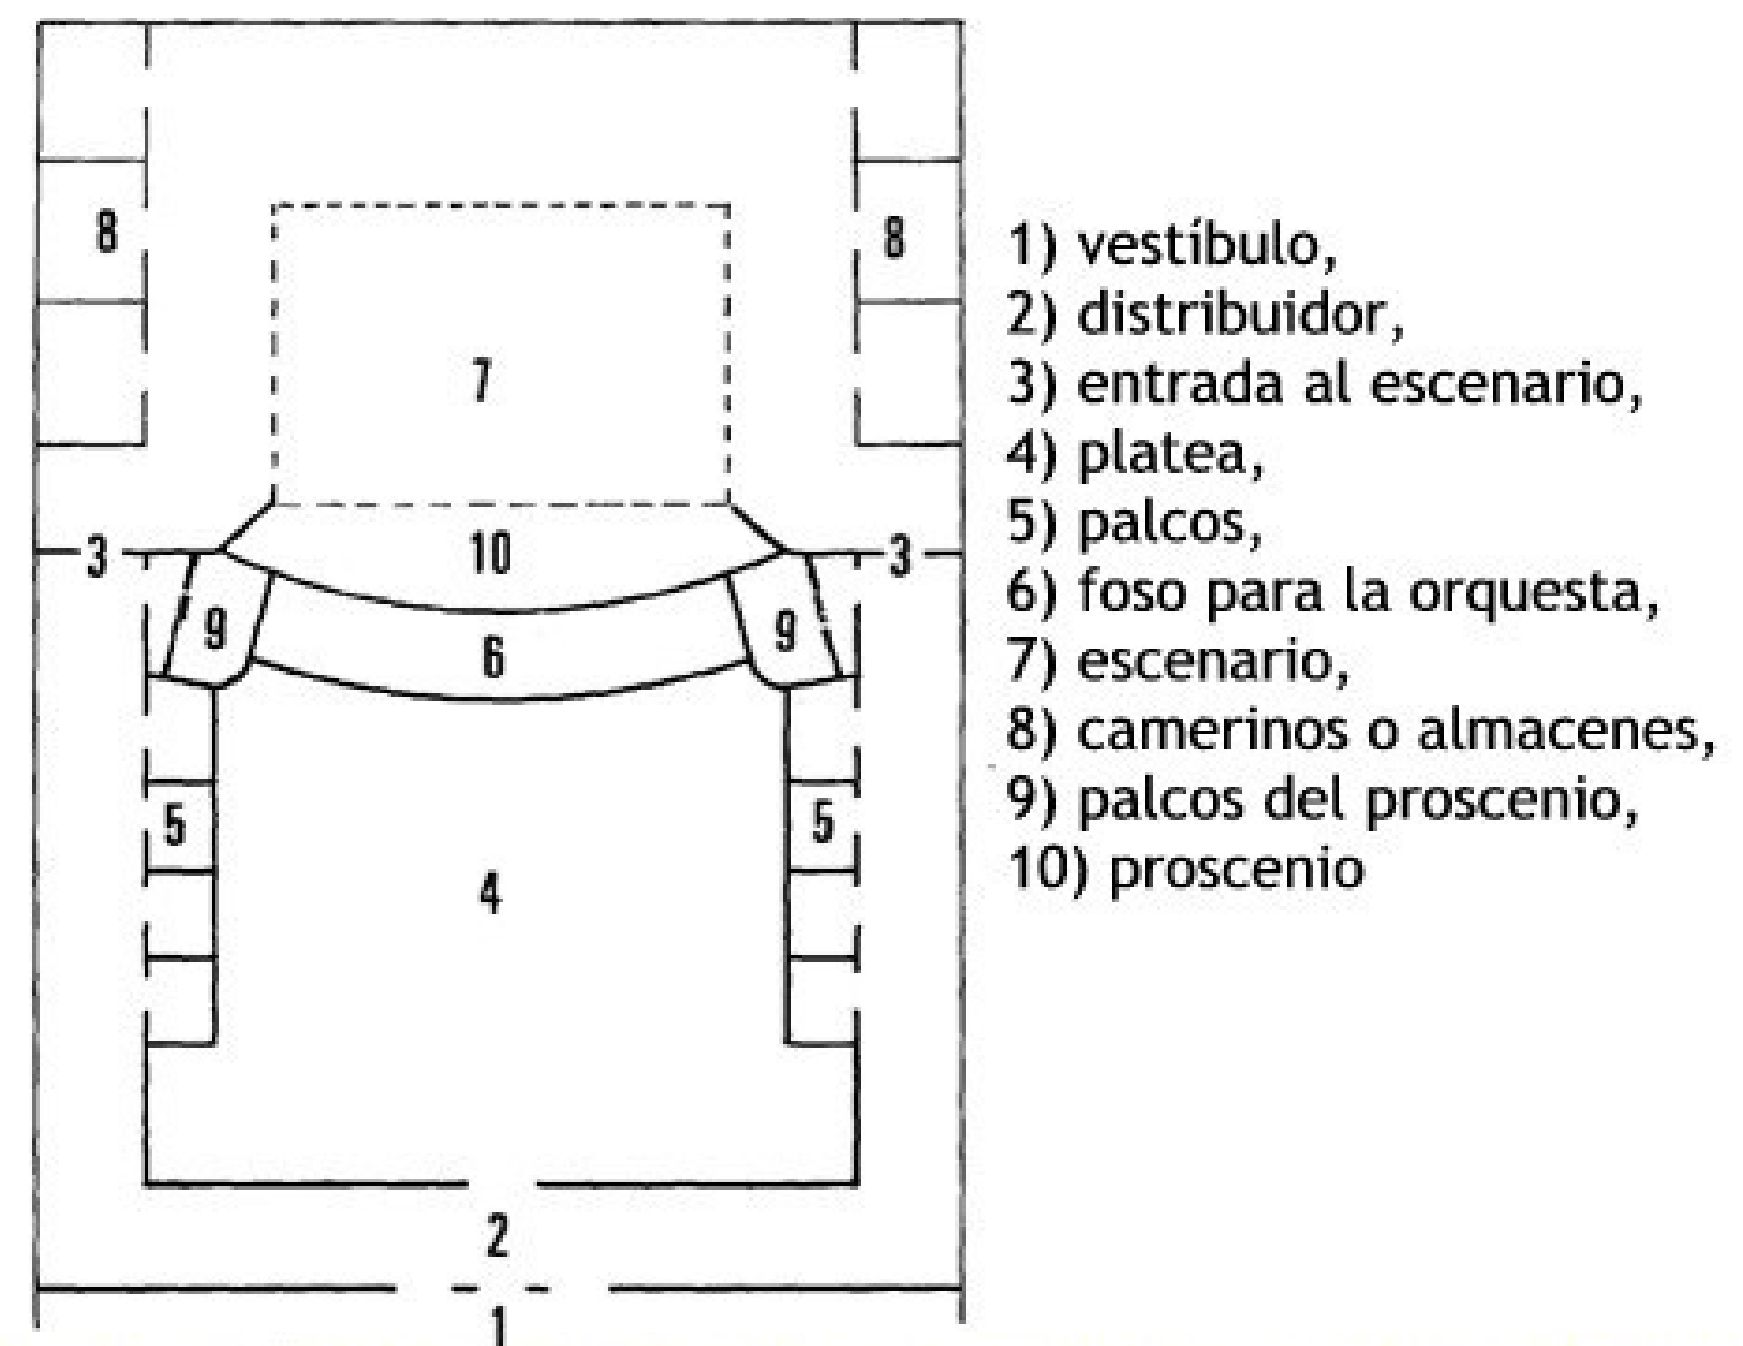 8
8
7
3
10
3
9
9
6
5
5
4
2
1
1) vestíbulo,
2) distribuidor,
3) entrada al escenario,
4) platea,
5) palcos,
6) foso para la orquesta,
7) escenario,
8) camerinos o almacenes,
9) palcos del proscenio,
10) proscenio